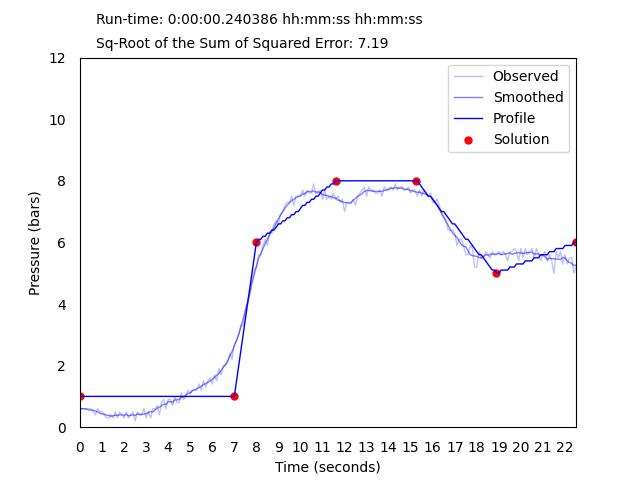 Run-time: 0:00:00.240386 hh:mm:ss hh:mm:ss
Sq-Root of the Sum of Squared Error: 7.19
12
10
8
6
4
2
0
Pressure (bars)
Observed
Smoothed
Profile
Solution
0 1 2 3 4 5 6 7 8 9 10 11 12 13 14 15 16 17 18 19 20 21 22
Time (seconds)